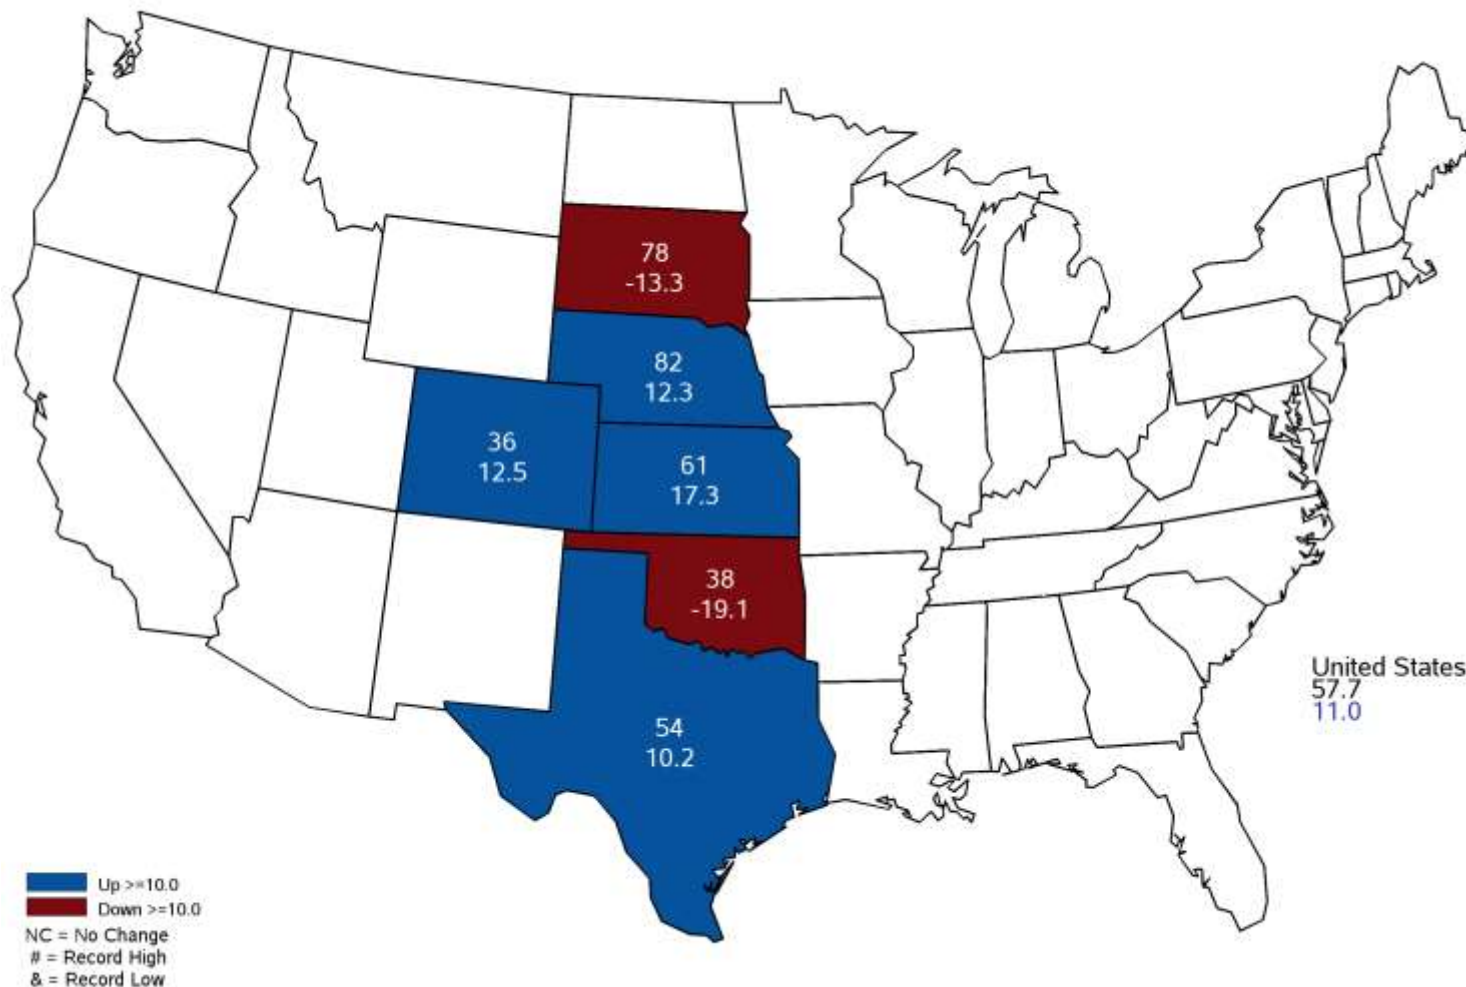 78
-13.3
82
12.3
36
12.5
61
17.3
38
-19.1
54
10.2
United States
57.7
11.0
Up >=10.0
Down >=10.0
NC = No Change
# = Record High
& = Record Low